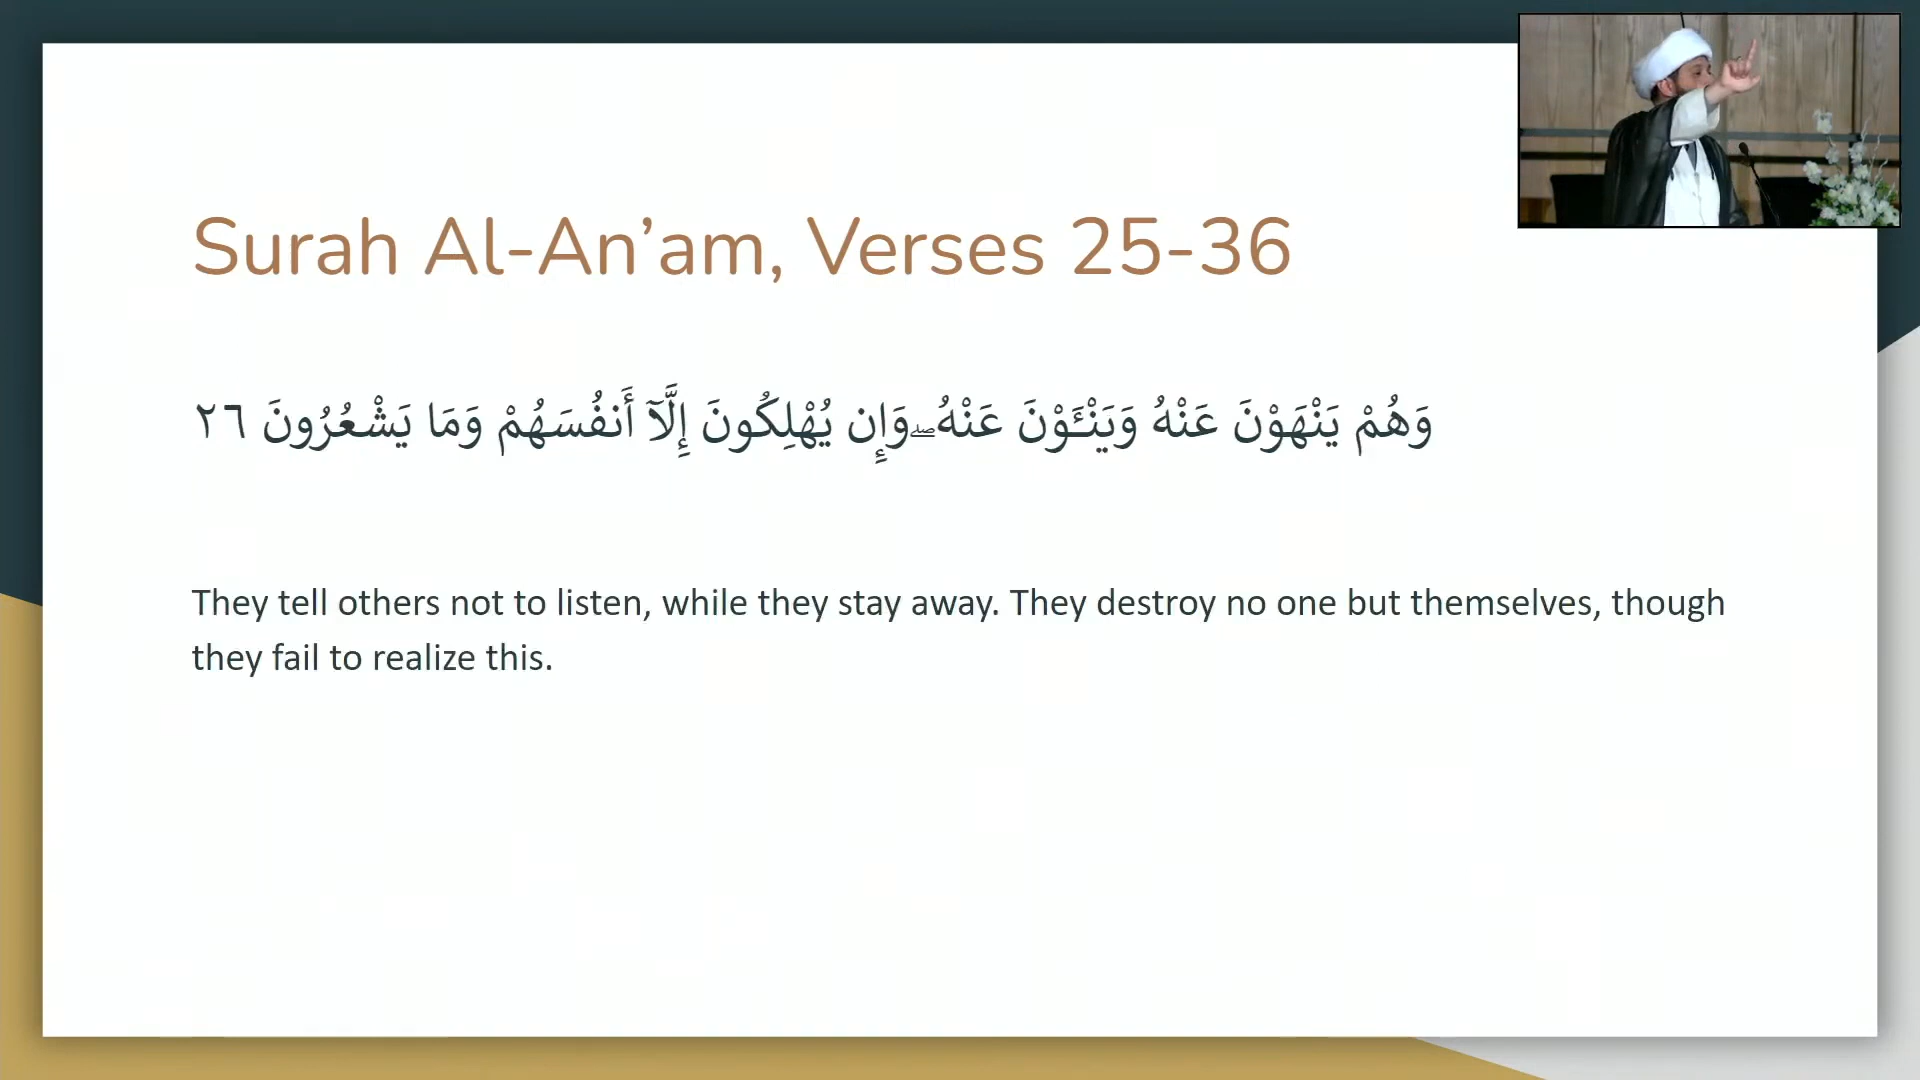 Surah Al-An’am, Verses 25-36
وَهُمْ يَنْهَوْنَ عَنْهُ وَيَنْـَٔوْنَ عَنْهُ ۖ وَإِن يُهْلِكُونَ إِلَّآ أَنفُسَهُمْ وَمَا يَشْعُرُونَ ٢٦
They tell others not to listen, while they stay away. They destroy no one but themselves, though
they fail to realize this.